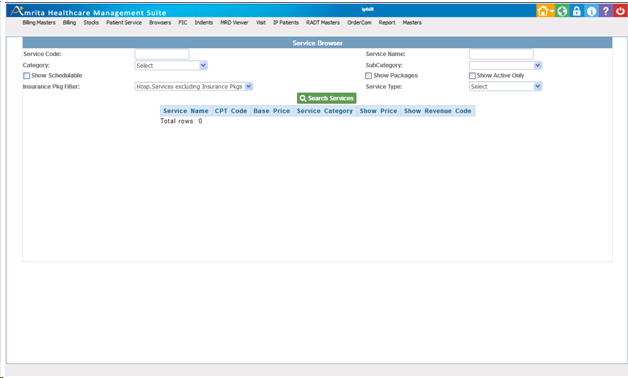 Amrita Healthcare Management Suite
Billing Masters Billing Stocks Patient Service Browsers FIC Indents MRD Viewer Visit IP Patients RADT Masters OrderCom Report Masters
Service Browser
Service Code: Service Name:
Category: Select SubCategory:
Show Schedulable Show Packages Show Active Only
Insurance Pkg Filter: Hosp.Services excluding Insurance Pkgs Service Type: Select
Search Services
Service Name CPT Code Base Price Service Category Show Price Show Revenue Code
Total rows: 0